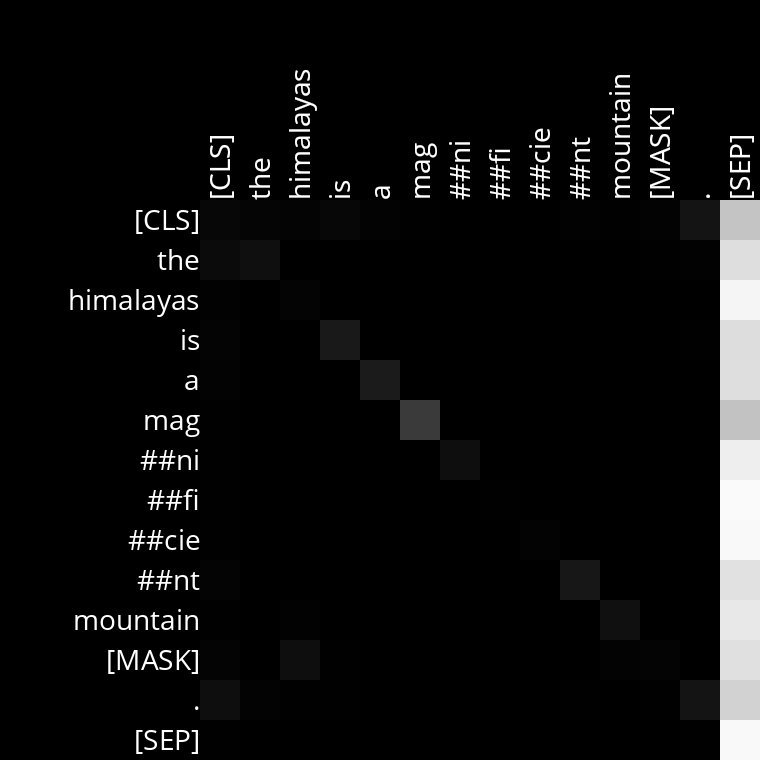 [CLS] the himalayas is a mag ##ni ##fi ##cie ##nt mountain [MASK] . [SEP]
[CLS]
the
himalayas
is
a
mag
##ni
##fi
##cie
##nt
mountain
[MASK]
.
[SEP]